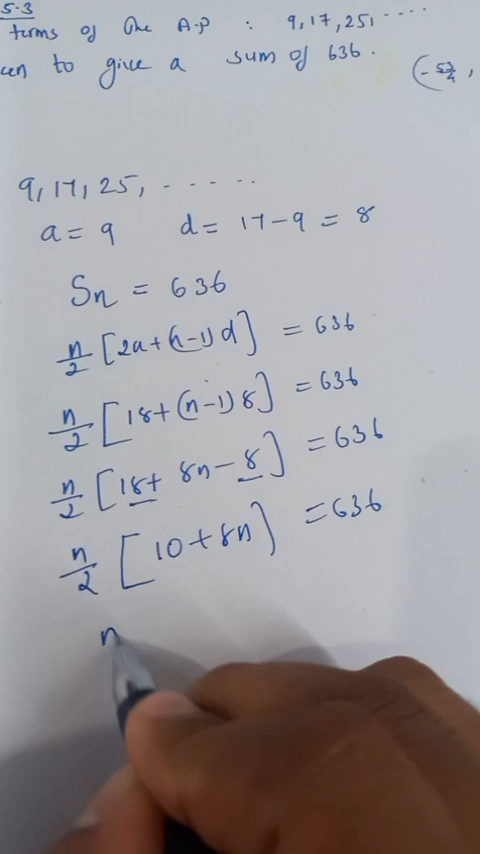 5.3
terms of the A.P : 9, 17, 25, ....
to give a sum of 636. (-53/4,
9, 17, 25, ......
a = 9 d = 17-9 = 8
Sn = 636
n/2 [2a+(n-1)d] = 636
n/2 [18+(n-1)8] = 636
n/2 [18+ 8n-8] = 636
n/2 [10+8n] = 636
n